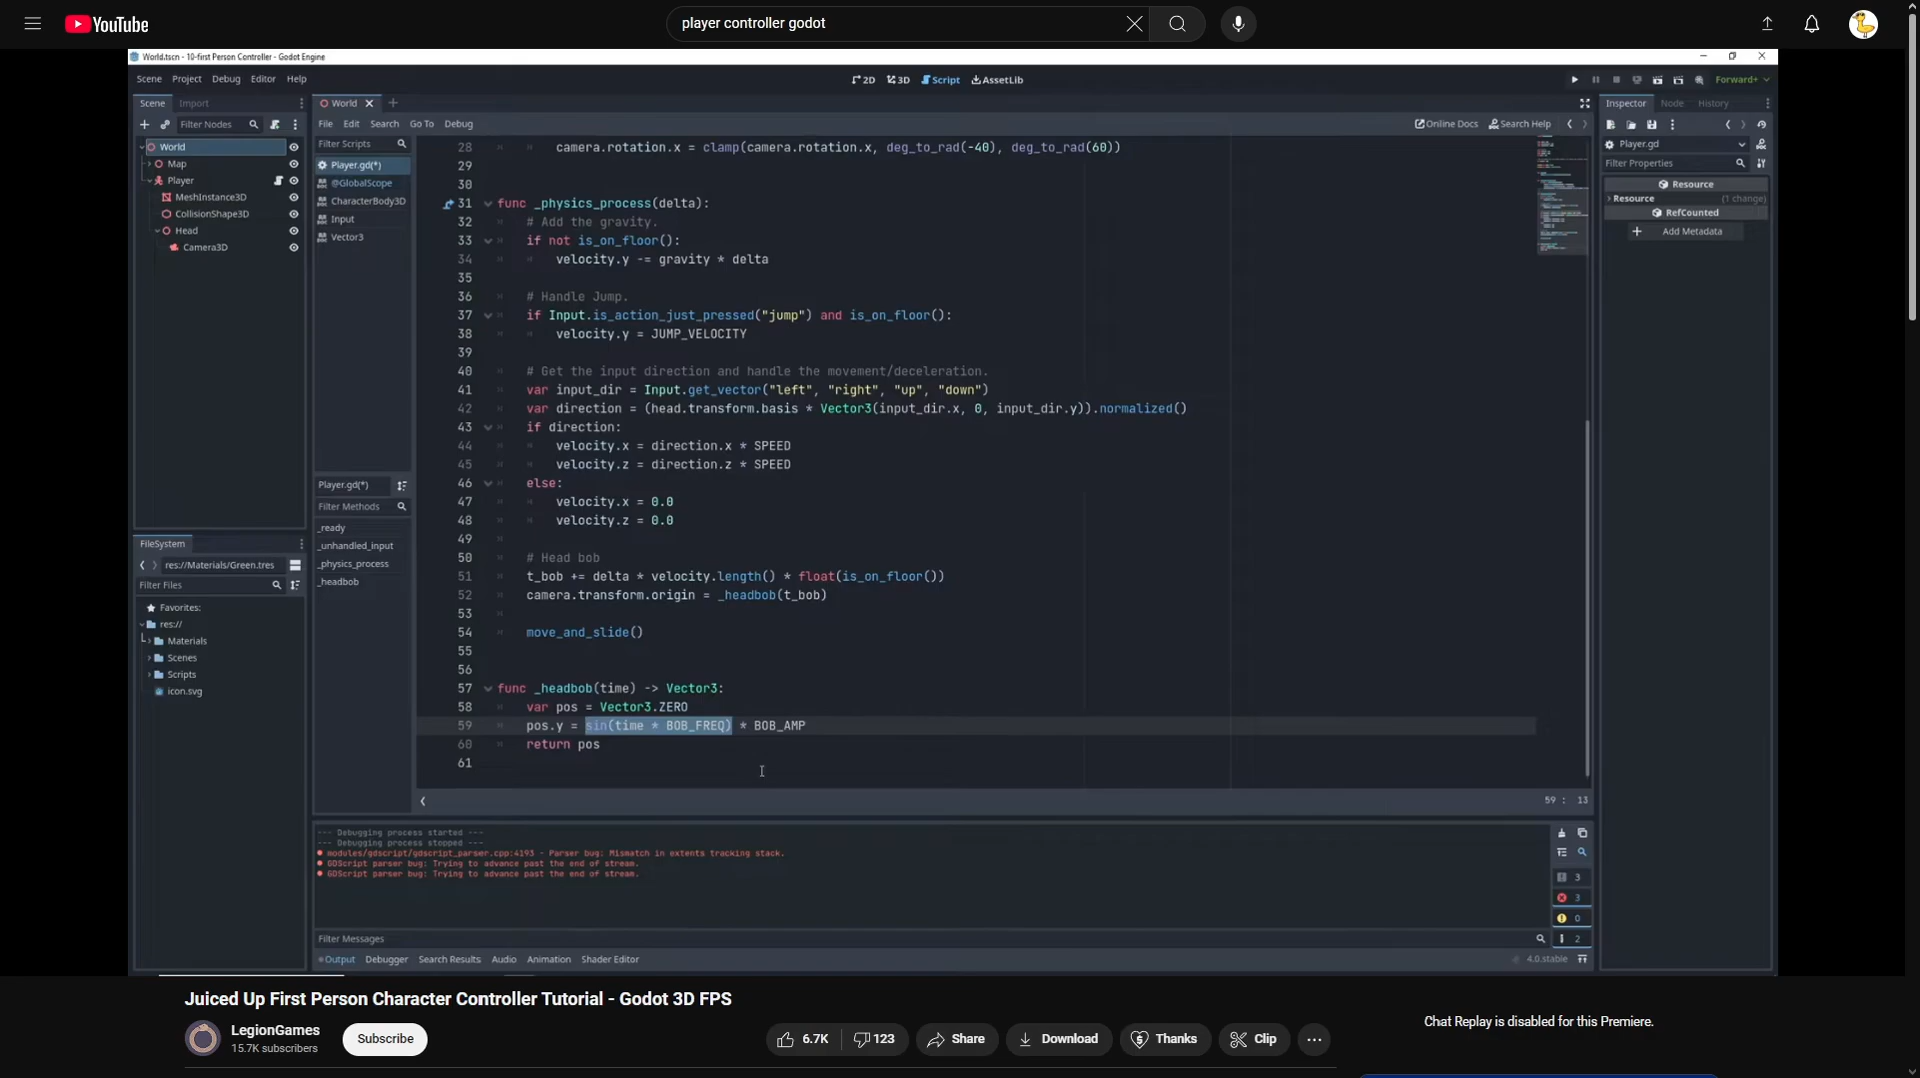 YouTube
player controller godot
World.tscn - 10-first Person Controller - Godot Engine
Scene Project Debug Editor Help
2D 3D Script AssetLib
Forward+
Scene Import
World
Inspector Node History
Filter Nodes
File Edit Search Go To Debug
Online Docs Search Help
World
Map
Player
MeshInstance3D
CollisionShape3D
Head
Camera3D
Filter Scripts
Player.gd(*)
@GlobalScope
CharacterBody3D
Input
Vector3
Player.gd(*)
Filter Methods
_ready
_unhandled_input
_physics_process
_headbob
FileSystem
res://Materials/Green.tres
Filter Files
Favorites:
res://
Materials
Scenes
Scripts
icon.svg
28 camera.rotation.x = clamp(camera.rotation.x, deg_to_rad(-40), deg_to_rad(60))
29
30
31 func _physics_process(delta):
32 # Add the gravity.
33 if not is_on_floor():
34 velocity.y -= gravity * delta
35
36 # Handle Jump.
37 if Input.is_action_just_pressed("jump") and is_on_floor():
38 velocity.y = JUMP_VELOCITY
39
40 # Get the input direction and handle the movement/deceleration.
41 var input_dir = Input.get_vector("left", "right", "up", "down")
42 var direction = (head.transform.basis * Vector3(input_dir.x, 0, input_dir.y)).normalized()
43 if direction:
44 velocity.x = direction.x * SPEED
45 velocity.z = direction.z * SPEED
46 else:
47 velocity.x = 0.0
48 velocity.z = 0.0
49
50 # Head bob
51 t_bob += delta * velocity.length() * float(is_on_floor())
52 camera.transform.origin = _headbob(t_bob)
53
54 move_and_slide()
55
56
57 func _headbob(time) -> Vector3:
58 var pos = Vector3.ZERO
59 pos.y = sin(time * BOB_FREQ) * BOB_AMP
60 return pos
61
59 : 13
Player.gd
Filter Properties
Resource
Resource (1 change)
RefCounted
Add Metadata
--- Debugging process started ---
--- Debugging process stopped ---
modules/gdscript/gdscript_parser.cpp:4193 - Parser bug: Mismatch in extents tracking stack.
GDScript parser bug: Trying to advance past the end of stream.
GDScript parser bug: Trying to advance past the end of stream.
3
3
0
2
Filter Messages
Output Debugger Search Results Audio Animation Shader Editor
4.0.stable
Juiced Up First Person Character Controller Tutorial - Godot 3D FPS
LegionGames
15.7K subscribers
Subscribe
6.7K
123
Share
Download
Thanks
Clip
Chat Replay is disabled for this Premiere.